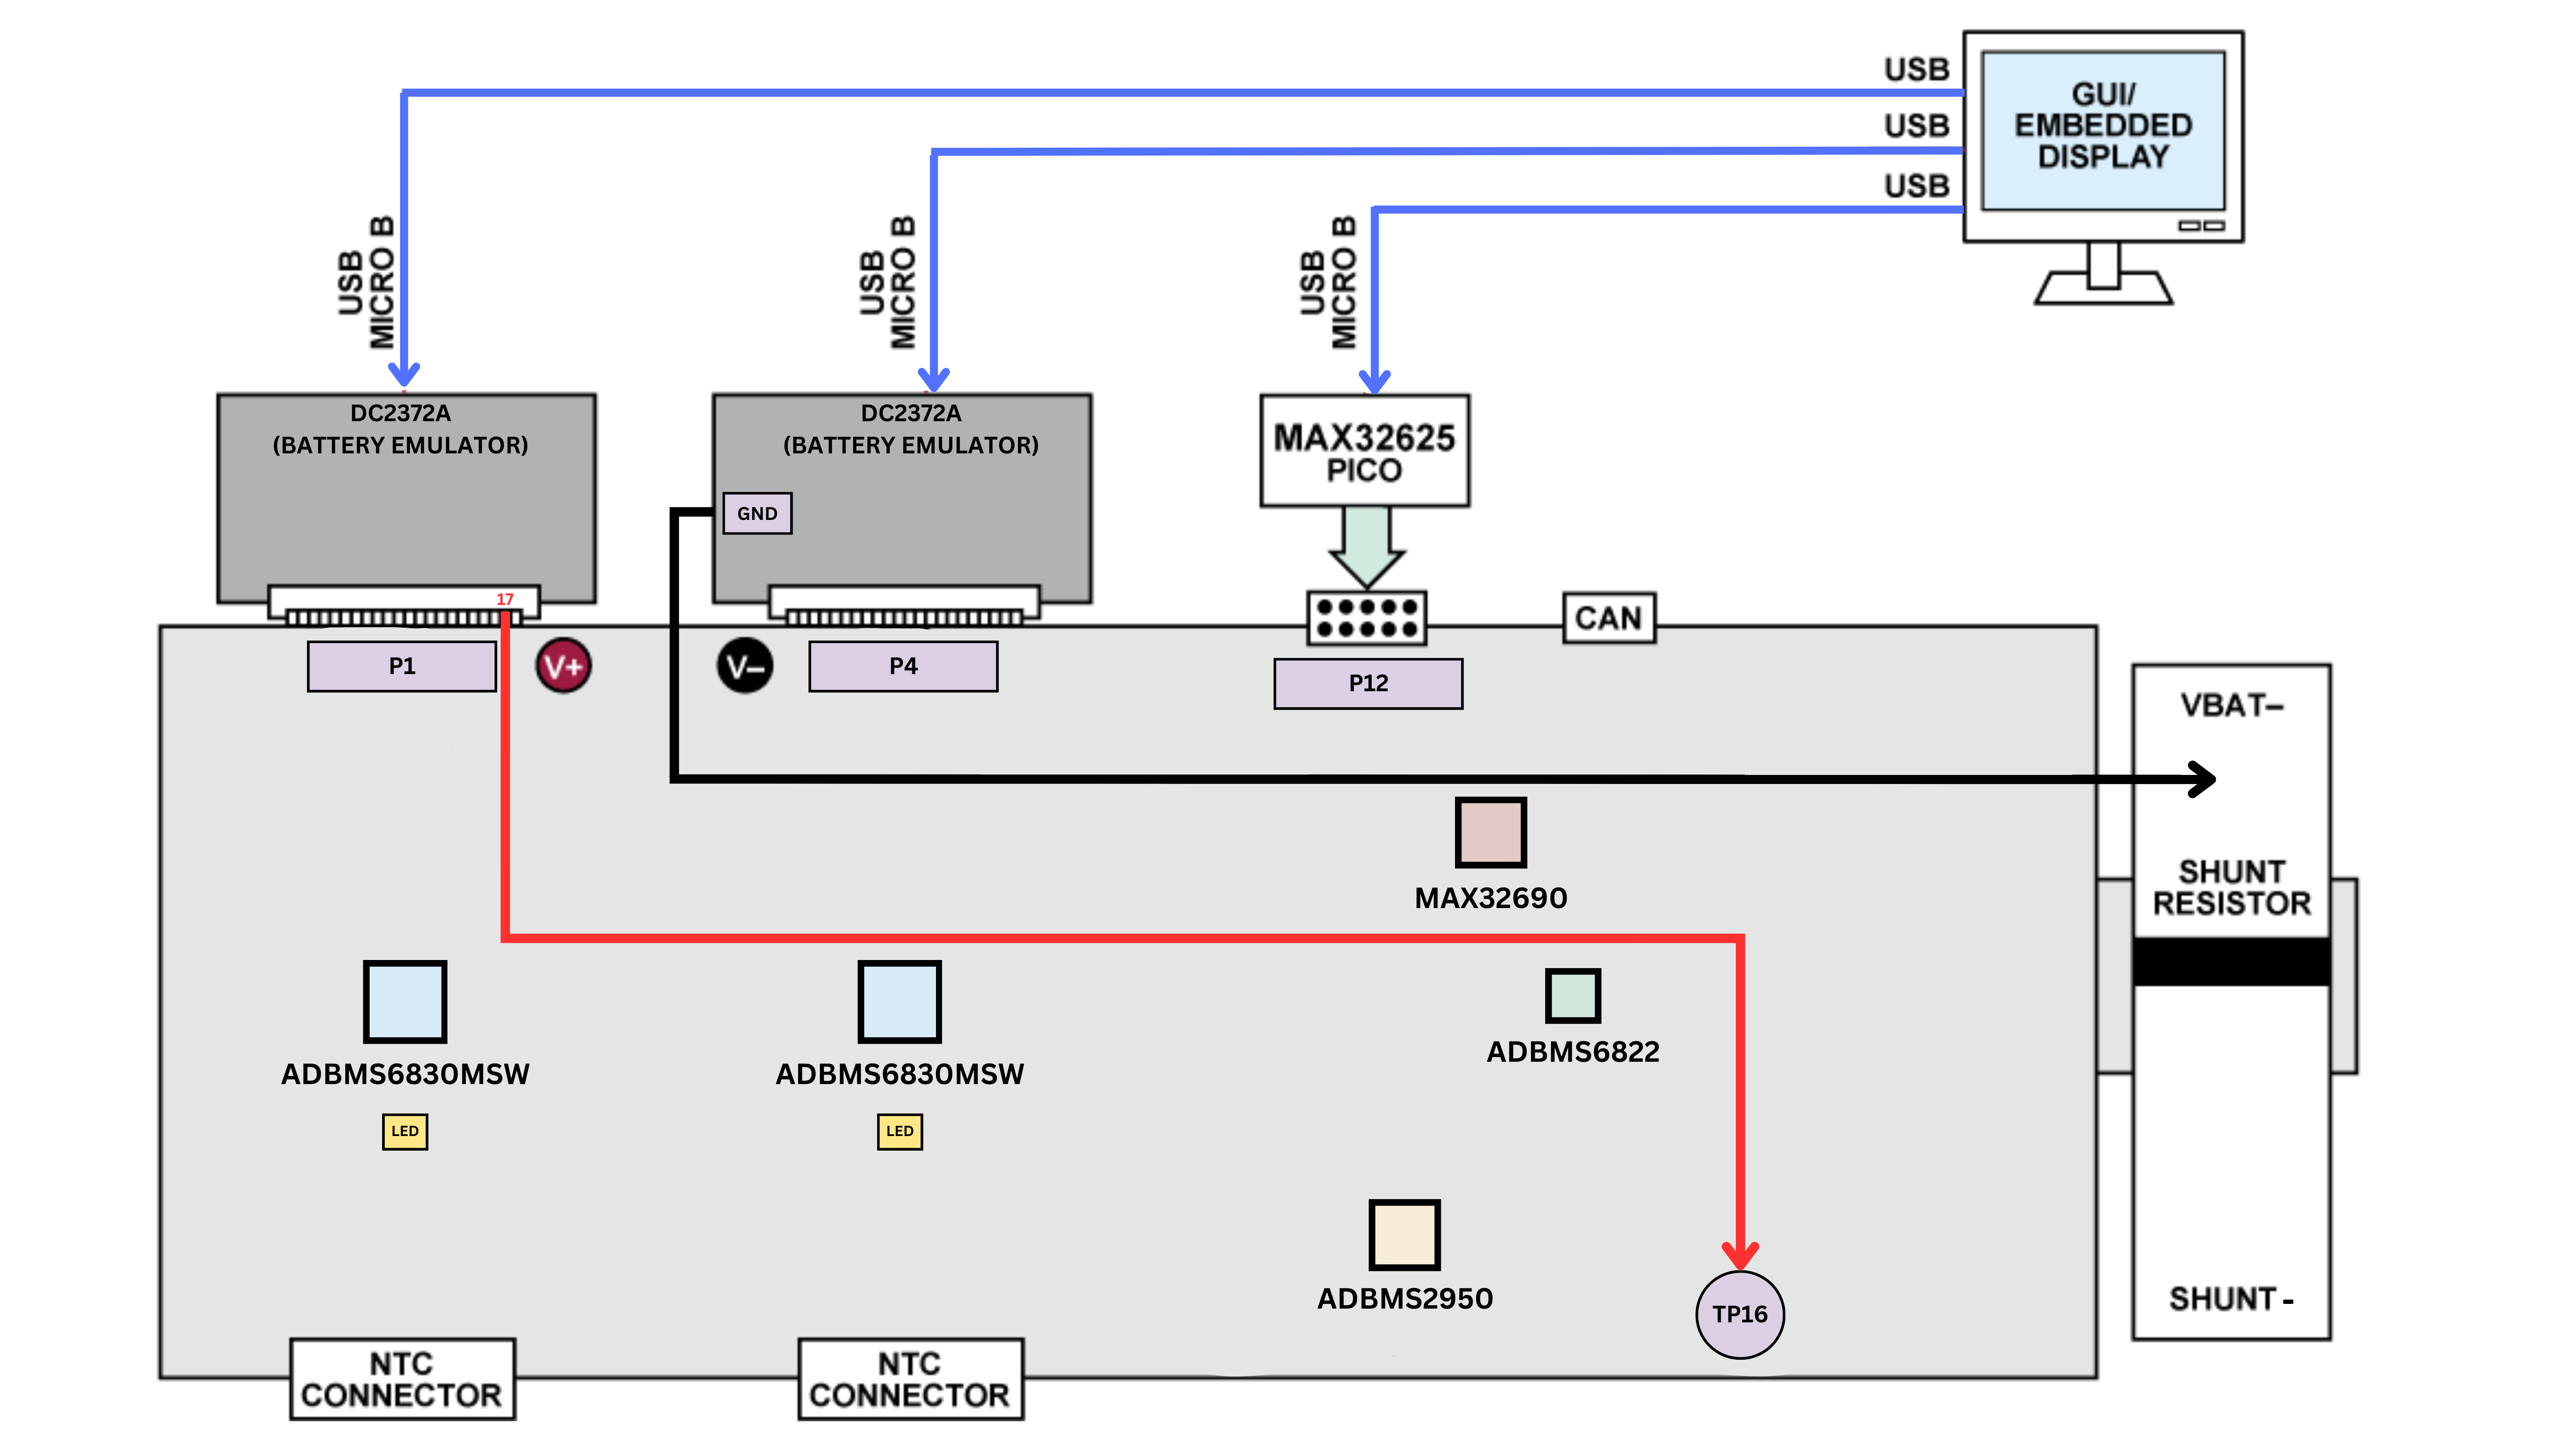 USB
USB
USB
GUI/
EMBEDDED
DISPLAY
USB
MICRO B
USB
MICRO B
USB
MICRO B
DC2372A
(BATTERY EMULATOR)
DC2372A
(BATTERY EMULATOR)
MAX32625
PICO
GND
17
CAN
P1
V+
V–
P4
P12
VBAT–
SHUNT
RESISTOR
SHUNT -
MAX32690
ADBMS6830MSW
LED
ADBMS6830MSW
LED
ADBMS6822
ADBMS2950
TP16
NTC
CONNECTOR
NTC
CONNECTOR